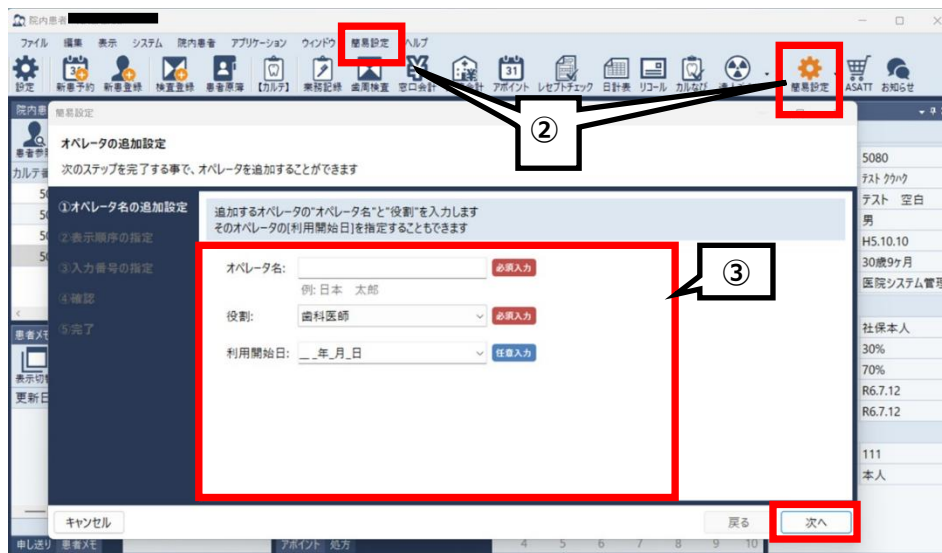 院内患者
ファイル 編集 表示 システム 院内患者 アプリケーション ウィンドウ 簡易設定 ヘルプ
設定 新患予約 新患登録 検査登録 患者原簿 【カルテ】 業務記録 歯周検査 窓口会計 アポイント レセプトチェック 日計表 リコール カルなび 簡易設定 ASATT お知らせ
31
院内患
簡易設定
②
オペレータの追加設定
次のステップを完了する事で、オペレータを追加することができます
患者参
カルテ番
5080
テスト クウハク
テスト 空白
男
H5.10.10
30歳9ヶ月
医院システム管理
①オペレータ名の追加設定
追加するオペレータの"オペレータ名"と"役割"を入力します
そのオペレータの[利用開始日]を指定することもできます
②表示順序の指定
③入力番号の指定
④確認
⑤完了
オペレータ名: 必須入力
例: 日本 太郎
③
役割: 歯科医師 必須入力
利用開始日: _ _年_月_日 任意入力
患者メモ
表示切替
更新日
社保本人
30%
70%
R6.7.12
R6.7.12
111
本人
キャンセル 戻る 次へ
申し送り 患者メモ アポイント 処方 4 5 6 7 8 9 10